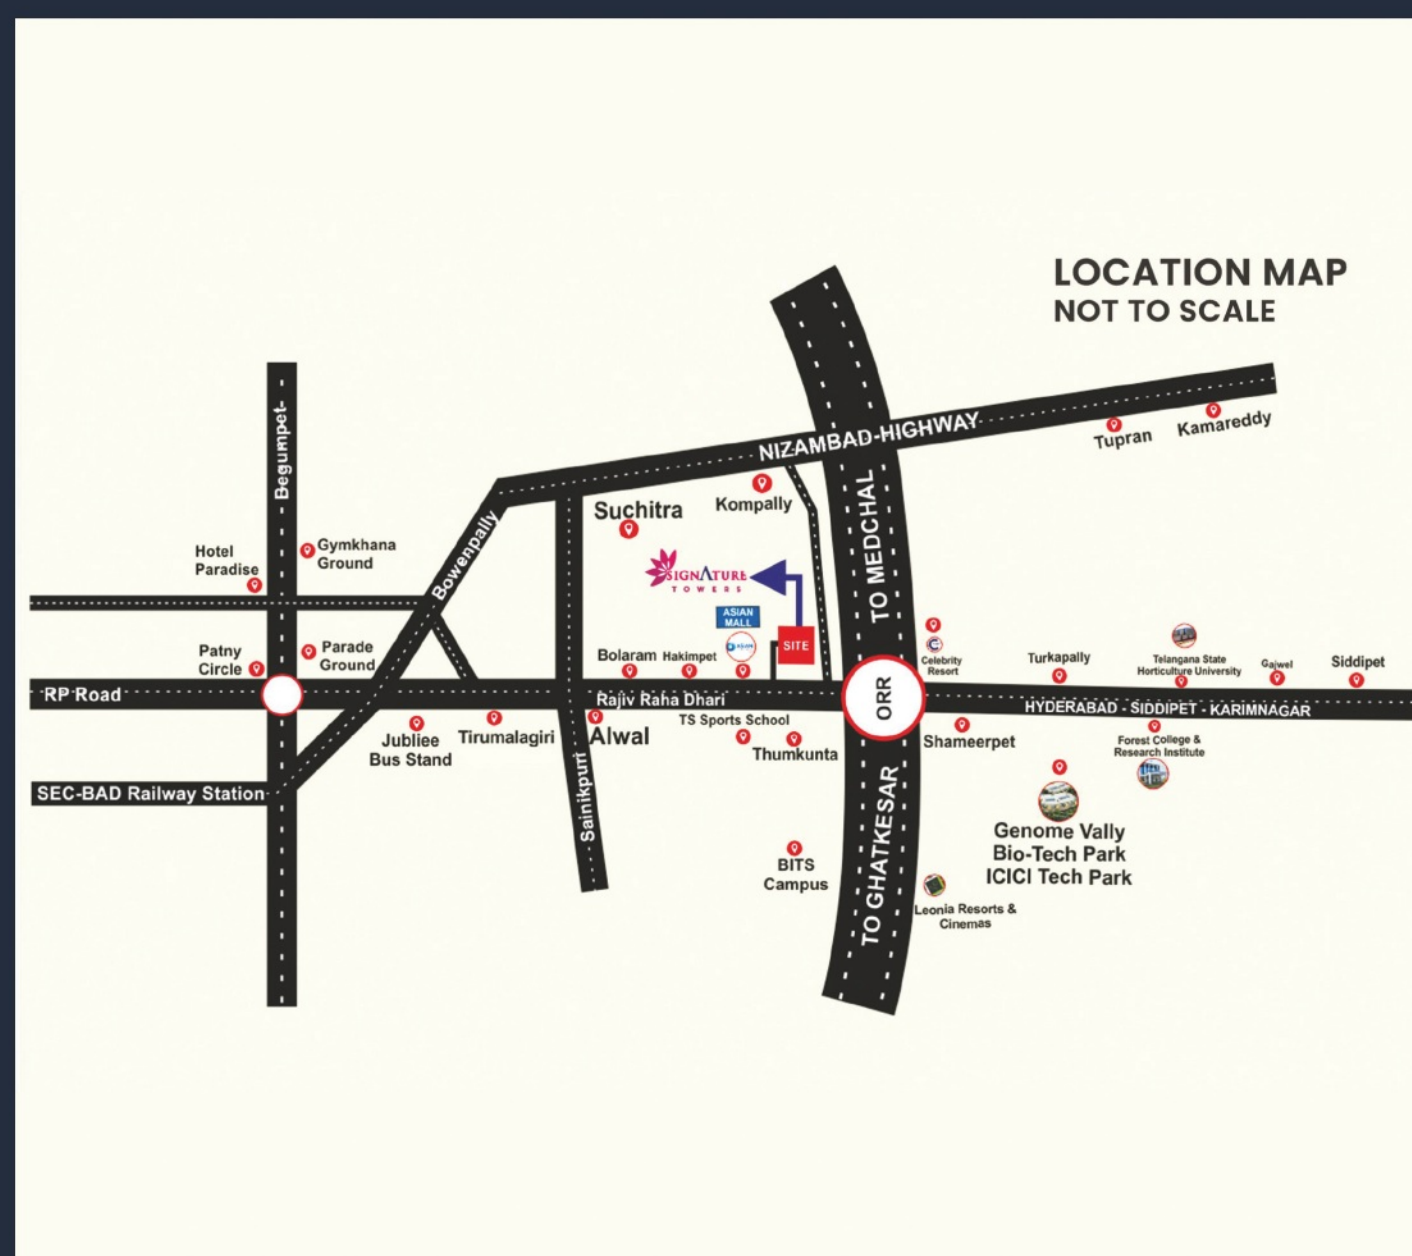 LOCATION MAP
NOT TO SCALE
NIZAMBAD-HIGHWAY
Tupran
Kamareddy
Begumpet-
TO MEDCHAL
Suchitra
Kompally
Bowenpally
Hotel
Paradise
Gymkhana
Ground
SIGNATURE
TOWERS
ASIAN
MALL
SITE
Patny
Circle
Parade
Ground
Bolaram
Hakimpet
Celebrity
Resort
Turkapally
Telangana State
Horticulture University
Gajwel
Siddipet
RP Road
Rajiv Raha Dhari
ORR
HYDERABAD - SIDDIPET - KARIMNAGAR
Jubliee
Bus Stand
Tirumalagiri
Alwal
TS Sports School
Thumkunta
Shameerpet
Forest College &
Research Institute
SEC-BAD Railway Station
Sainikpuri
TO GHATKESAR
Genome Vally
Bio-Tech Park
ICICI Tech Park
BITS
Campus
Leonia Resorts &
Cinemas